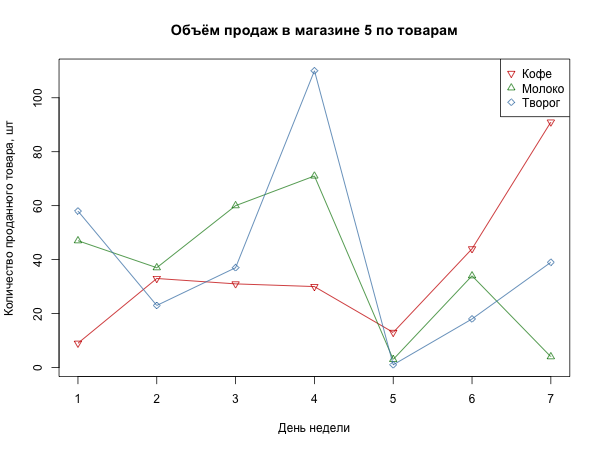 Объём продаж в магазине 5 по товарам
Количество проданного товара, шт
100
80
60
40
20
0
Кофе
Молоко
Творог
1 2 3 4 5 6 7
День недели